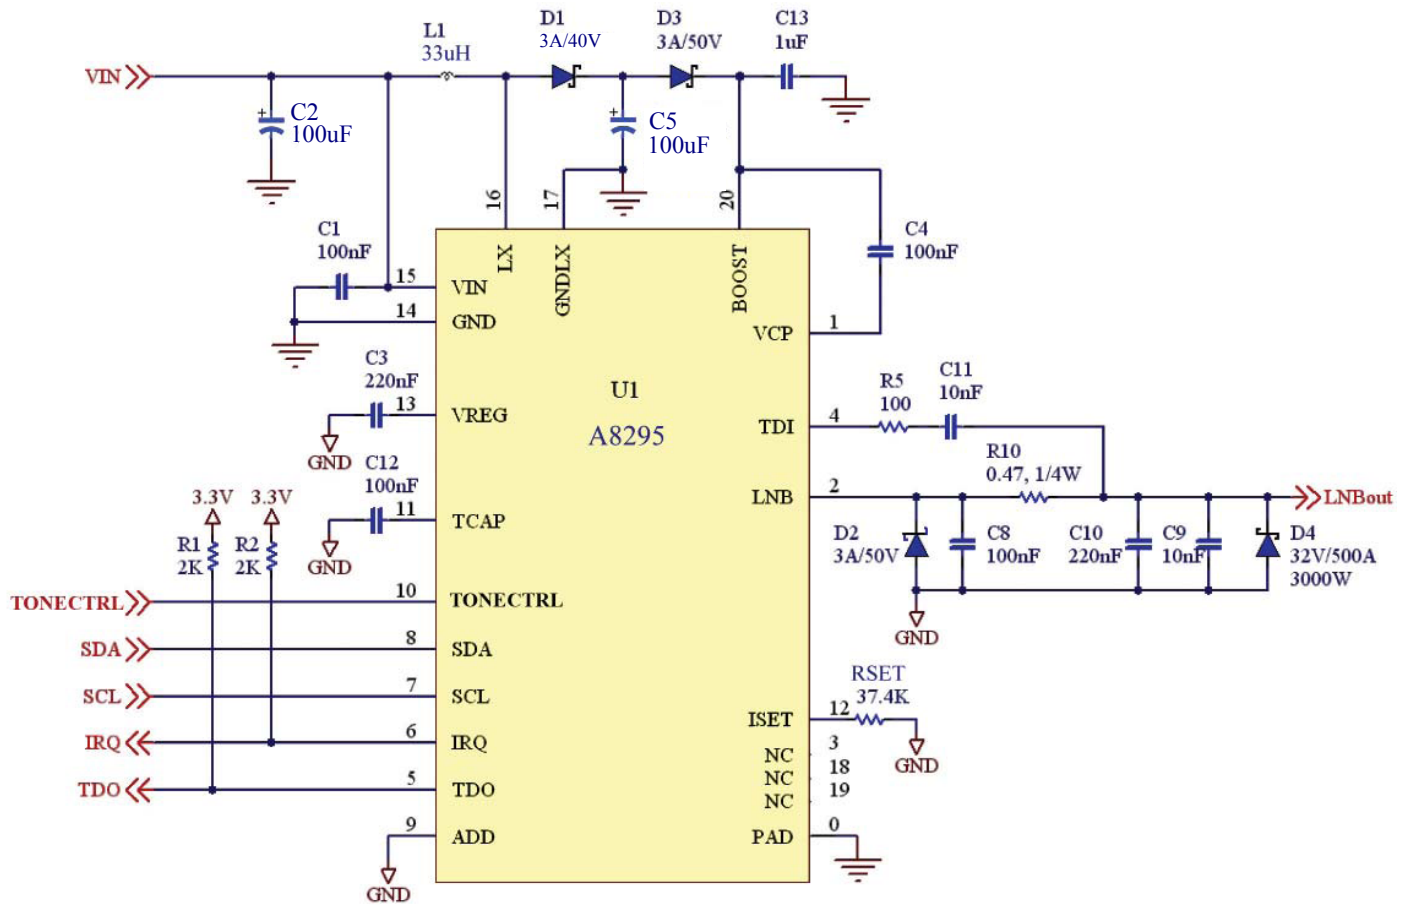 L1
33uH
D1
3A/40V
D3
3A/50V
C13
1uF
VIN
+
C2
100uF
+
C5
100uF
16
17
20
C1
100nF
C4
100nF
LX
GNDLX
BOOST
15
VIN
14
GND
VCP
1
C3
220nF
13
VREG
GND
U1
A8295
R5
100
C11
10nF
TDI
4
C12
100nF
11
TCAP
GND
R10
0.47, 1/4W
LNB
2
LNBout
3.3V
3.3V
R1
2K
R2
2K
D2
3A/50V
C8
100nF
C10
220nF
C9
10nF
D4
32V/500A
3000W
GND
TONECTRL
10
TONECTRL
SDA
8
SDA
SCL
7
SCL
IRQ
6
IRQ
TDO
5
TDO
9
ADD
GND
RSET
37.4K
ISET
12
GND
3
NC
18
NC
19
NC
PAD
0